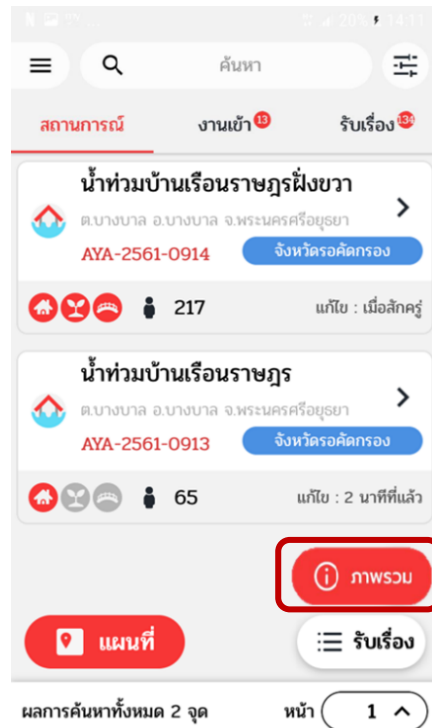 20% 14:11
ค้นหา
สถานการณ์ งานเข้า 13 รับเรื่อง 134
น้ำท่วมบ้านเรือนราษฎรฝั่งขวา
ต.บางบาล อ.บางบาล จ.พระนครศรีอยุธยา
AYA-2561-0914 จังหวัดรอคัดกรอง
217 แก้ไข : เมื่อสักครู่
น้ำท่วมบ้านเรือนราษฎร
ต.บางบาล อ.บางบาล จ.พระนครศรีอยุธยา
AYA-2561-0913 จังหวัดรอคัดกรอง
65 แก้ไข : 2 นาทีที่แล้ว
ภาพรวม
แผนที่ รับเรื่อง
ผลการค้นหาทั้งหมด 2 จุด หน้า 1